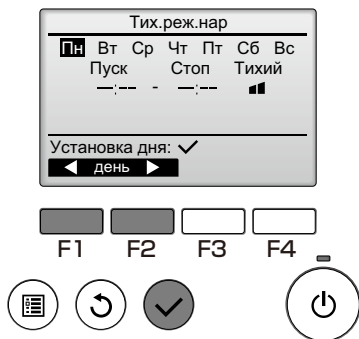 Тих.реж.нар
Пн Вт Ср Чт Пт Сб Вс
Пуск Стоп Тихий
--:-- - --:--
Установка дня:
день
F1 F2 F3 F4